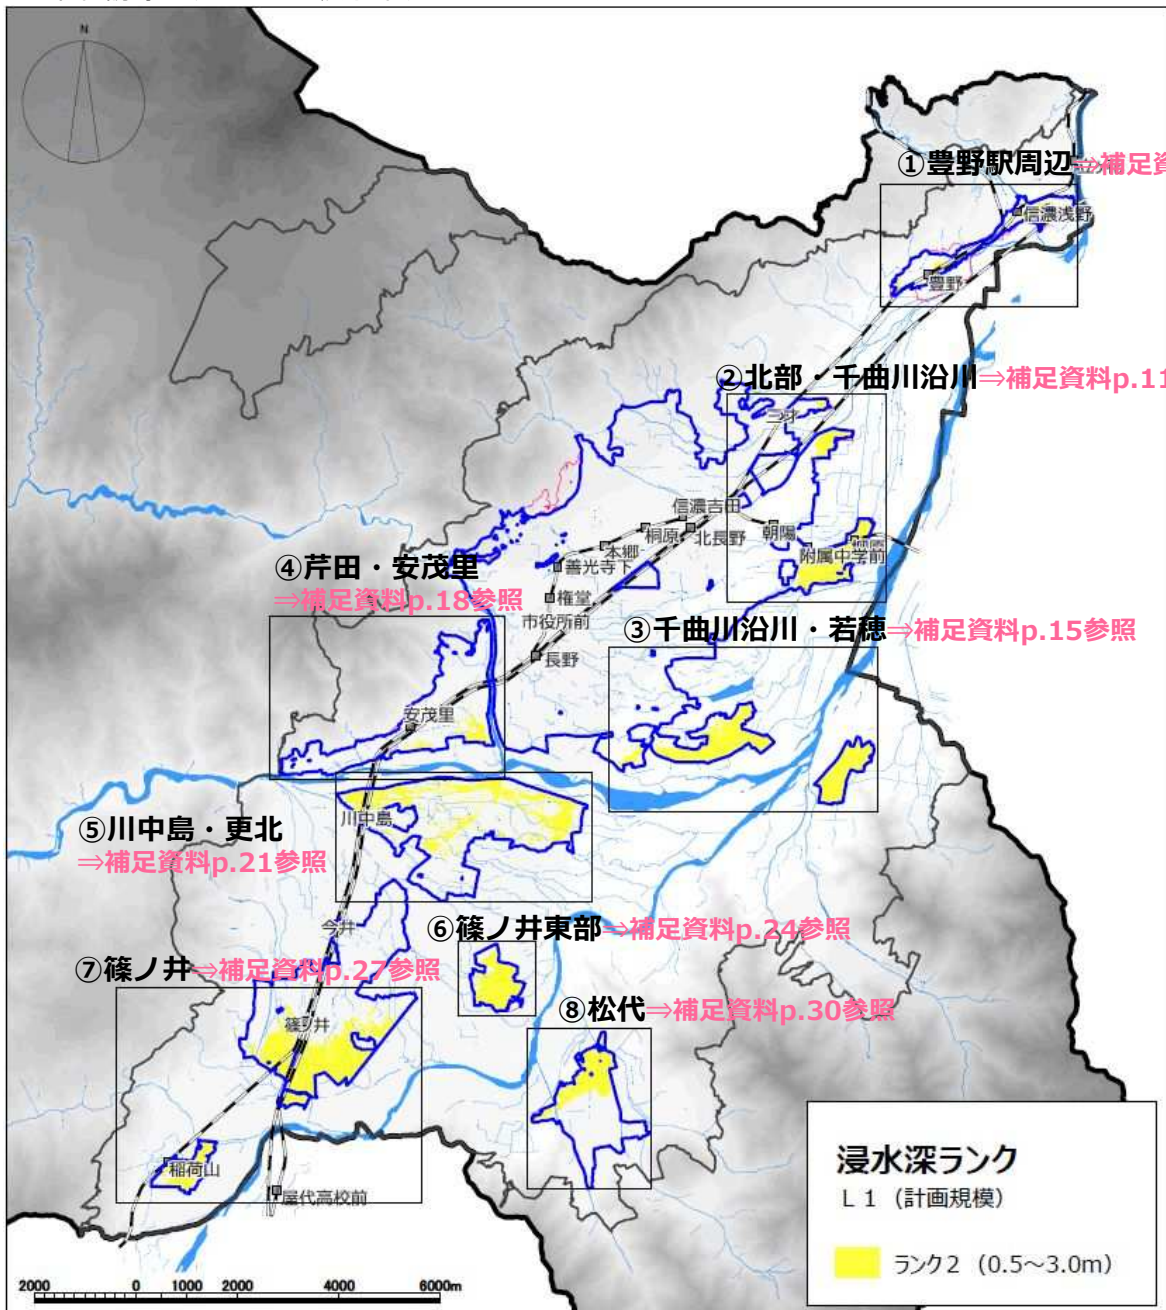 N
①豊野駅周辺⇒補足資
信濃浅野
豊野
②北部・千曲川沿川⇒補足資料p.11
三才
信濃吉田
桐原
北長野
朝陽
本郷
附属中学前
善光寺下
④芹田・安茂里
⇒補足資料p.18参照
権堂
市役所前
③千曲川沿川・若穂⇒補足資料p.15参照
長野
安茂里
川中島
⑤川中島・更北
⇒補足資料p.21参照
今井
⑥篠ノ井東部⇒補足資料p.24参照
⑦篠ノ井⇒補足資料p.27参照
⑧松代⇒補足資料p.30参照
篠ノ井
稲荷山
屋代高校前
浸水深ランク
L1(計画規模)
ランク2 (0.5~3.0m)
2000 0 1000 2000 4000 6000m